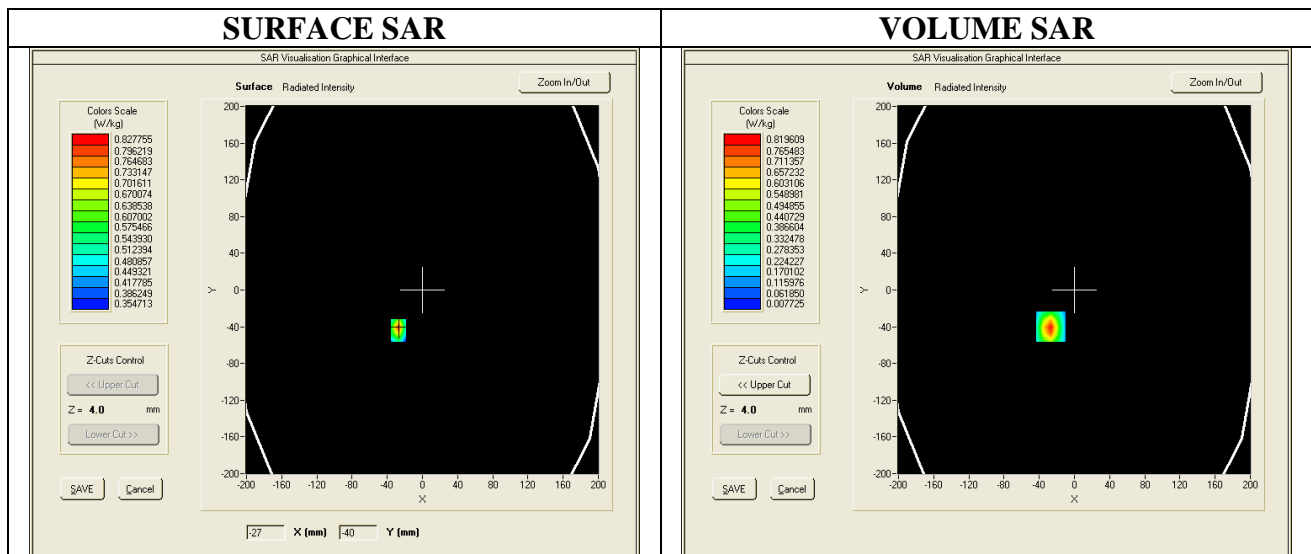 SURFACE SAR
VOLUME SAR
SAR Visualisation Graphical Interface
Surface Radiated Intensity
Zoom In/Out
Colors Scale
(W/kg)
0.827755
0.796219
0.764683
0.733147
0.701611
0.670074
0.638538
0.607002
0.575466
0.543930
0.512394
0.480857
0.449321
0.417785
0.386249
0.354713
200
160
120
80
40
0
-40
-80
-120
-160
-200
Y
-200 -160 -120 -80 -40 0 40 80 120 160 200
X
Z-Cuts Control
<< Upper Cut
Z = 4.0 mm
Lower Cut >>
SAVE Cancel
-27 X (mm) -40 Y (mm)
SAR Visualisation Graphical Interface
Volume Radiated Intensity
Zoom In/Out
Colors Scale
(W/kg)
0.819609
0.765483
0.711357
0.657232
0.603106
0.548981
0.494855
0.440729
0.386604
0.332478
0.278353
0.224227
0.170102
0.115976
0.061850
0.007725
200
160
120
80
40
0
-40
-80
-120
-160
-200
Y
-200 -160 -120 -80 -40 0 40 80 120 160 200
X
Z-Cuts Control
<< Upper Cut
Z = 4.0 mm
Lower Cut >>
SAVE Cancel